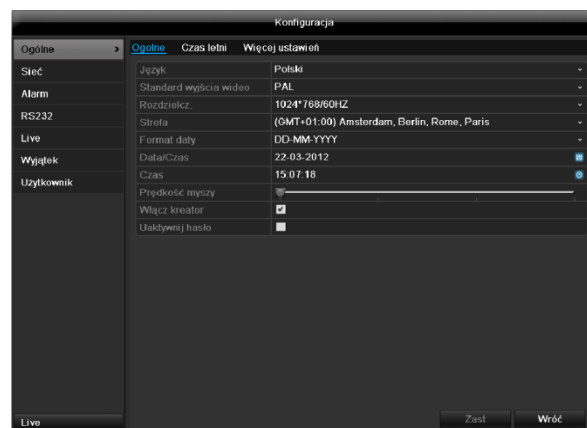 Konfiguracja
Ogólne
Sieć
Alarm
RS232
Live
Wyjątek
Użytkownik
Live
Ogolne Czas letni Więcej ustawień
Język Polski
Standard wyjścia wideo PAL
Rozdzielcz. 1024*768/60HZ
Strefa (GMT+01:00) Amsterdam, Berlin, Rome, Paris
Format daty DD-MM-YYYY
Data/Czas 22-03-2012
Czas 15:07:18
Prędkość myszy
Włącz kreator
Uaktywnij hasło
Zast Wróć